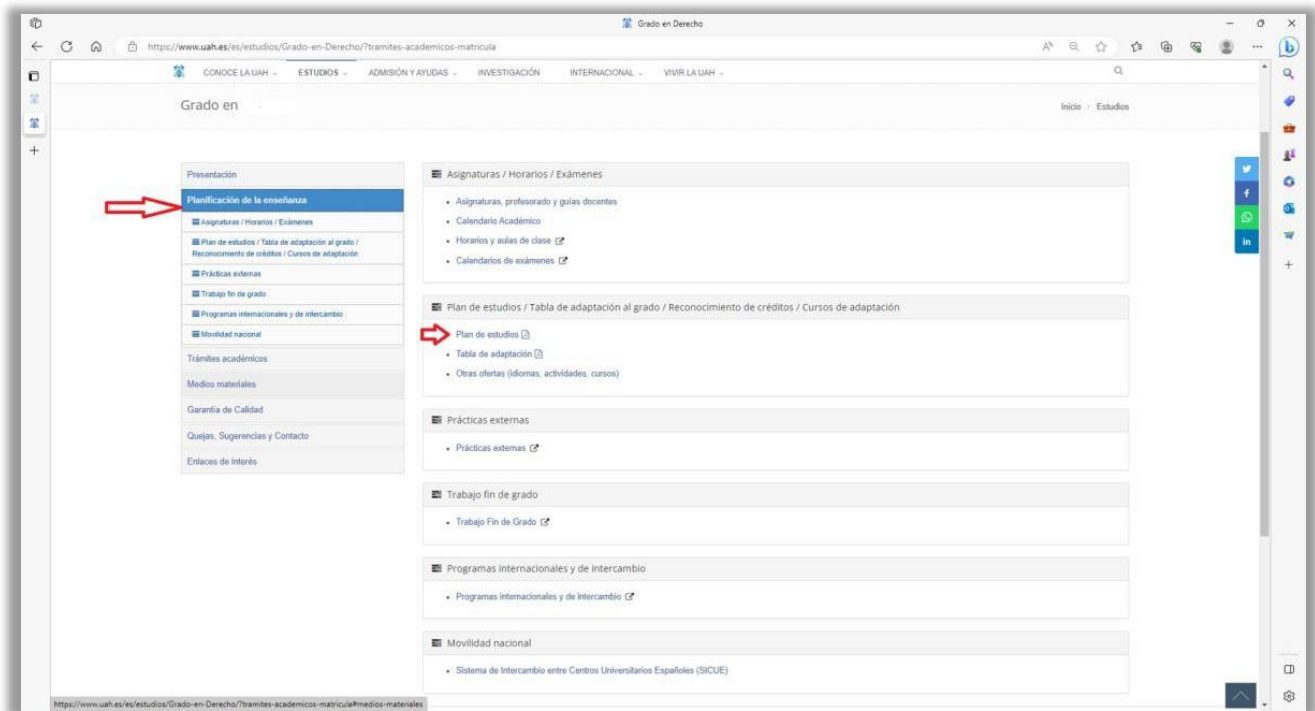 Grado en Derecho
https://www.uah.es/es/estudios/Grado-en-Derecho/?tramites-academicos-matricula
CONOCE LA UAH ESTUDIOS ADMISIÓN Y AYUDAS INVESTIGACIÓN INTERNACIONAL VIVIR LA UAH
Grado en
Inicio Estudios
Presentación
Planificación de la enseñanza
Asignaturas / Horarios / Exámenes
Plan de estudios / Tabla de adaptación al grado /
Reconocimiento de créditos / Cursos de adaptación
Prácticas externas
Trabajo fin de grado
Programas internacionales y de intercambio
Movilidad nacional
Trámites académicos
Medios materiales
Garantía de Calidad
Quejas, Sugerencias y Contacto
Enlaces de interés
Asignaturas / Horarios / Exámenes
Asignaturas, profesorado y guías docentes
Calendario Académico
Horarios y aulas de clase
Calendarios de exámenes
Plan de estudios / Tabla de adaptación al grado / Reconocimiento de créditos / Cursos de adaptación
Plan de estudios
Tabla de adaptación
Otras ofertas (idiomas, actividades, cursos)
Prácticas externas
Prácticas externas
Trabajo fin de grado
Trabajo Fin de Grado
Programas internacionales y de intercambio
Programas internacionales y de intercambio
Movilidad nacional
Sistema de Intercambio entre Centros Universitarios Españoles (SICUE)
https://www.uah.es/es/estudios/Grado-en-Derecho/?tramites-academicos-matricula#medios-materiales